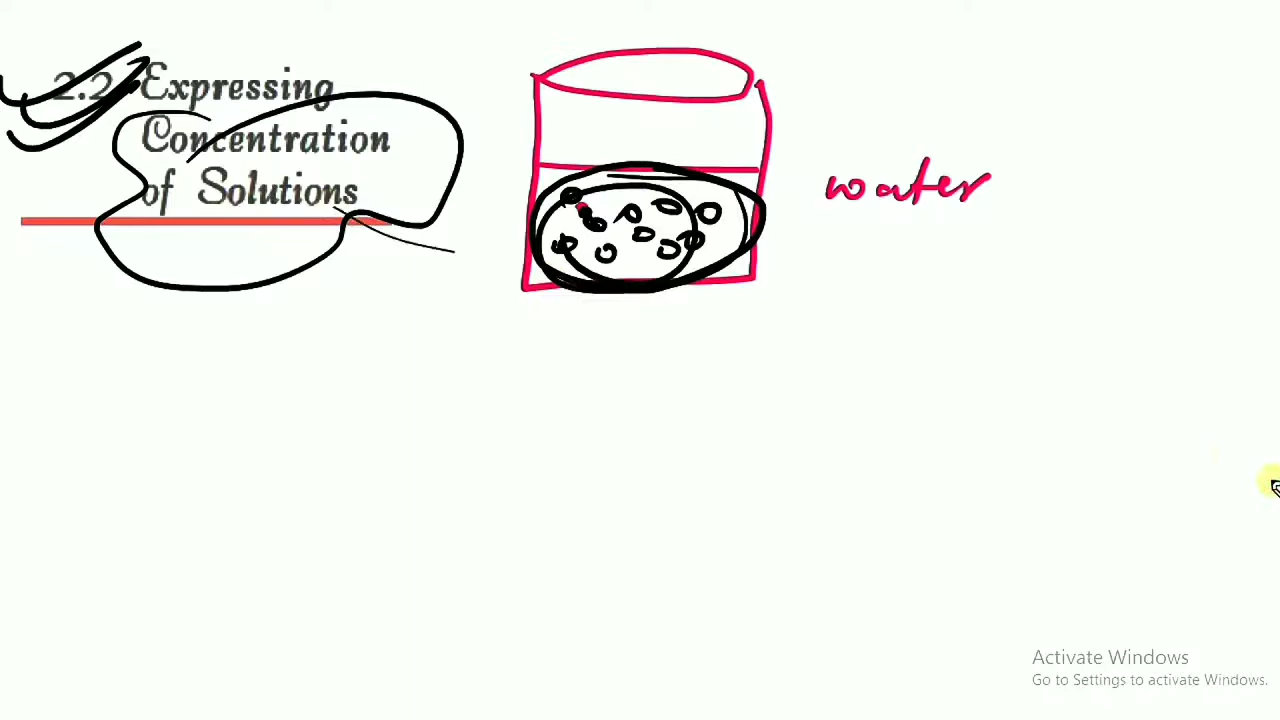 2.2 Expressing
Concentration
of Solutions
water
Activate Windows
Go to Settings to activate Windows.